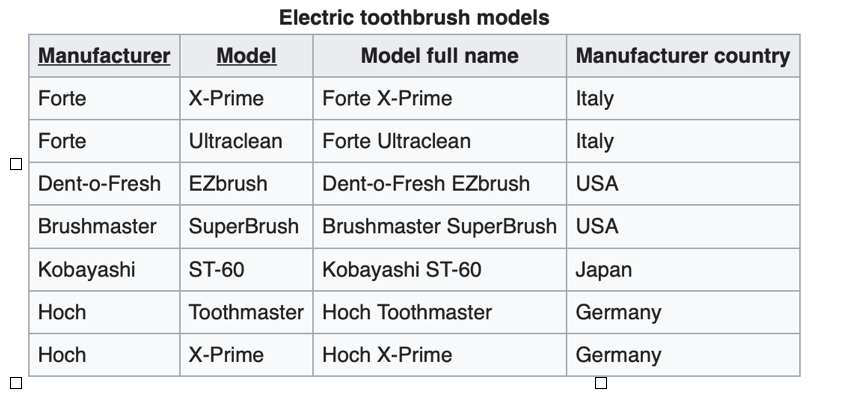 Electric toothbrush models
Manufacturer Model Model full name Manufacturer country
Forte X-Prime Forte X-Prime Italy
Forte Ultraclean Forte Ultraclean Italy
Dent-o-Fresh EZbrush Dent-o-Fresh EZbrush USA
Brushmaster SuperBrush Brushmaster SuperBrush USA
Kobayashi ST-60 Kobayashi ST-60 Japan
Hoch Toothmaster Hoch Toothmaster Germany
Hoch X-Prime Hoch X-Prime Germany